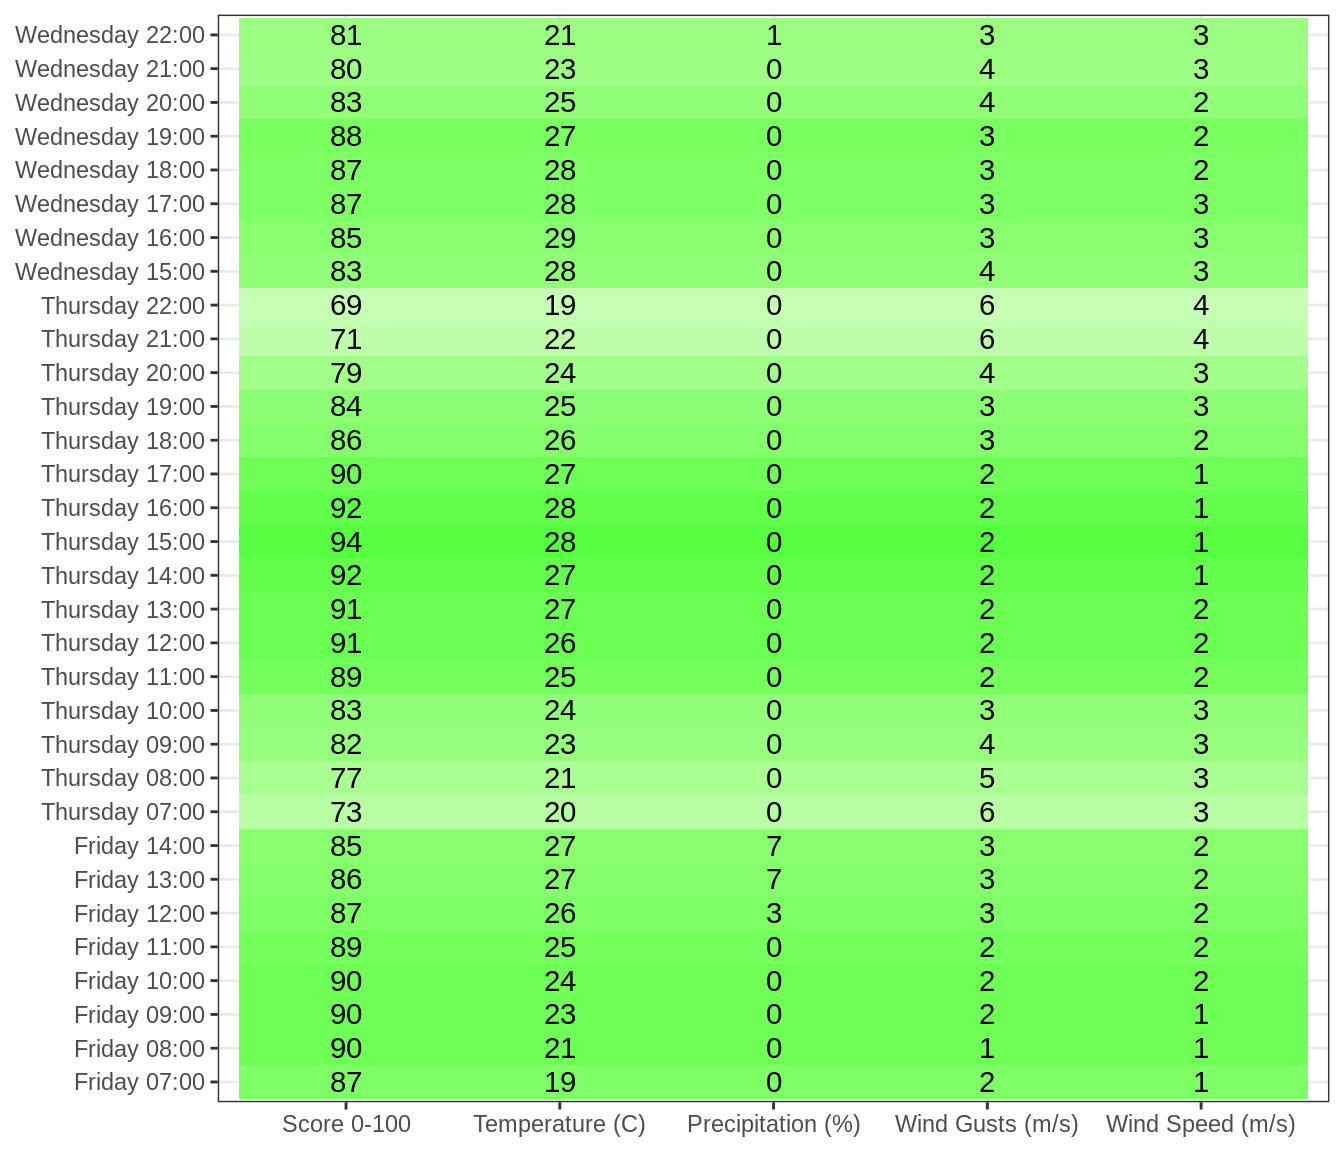 Wednesday 22:00 81 21 1 3 3
Wednesday 21:00 80 23 0 4 3
Wednesday 20:00 83 25 0 4 2
Wednesday 19:00 88 27 0 3 2
Wednesday 18:00 87 28 0 3 2
Wednesday 17:00 87 28 0 3 3
Wednesday 16:00 85 29 0 3 3
Wednesday 15:00 83 28 0 4 3
Thursday 22:00 69 19 0 6 4
Thursday 21:00 71 22 0 6 4
Thursday 20:00 79 24 0 4 3
Thursday 19:00 84 25 0 3 3
Thursday 18:00 86 26 0 3 2
Thursday 17:00 90 27 0 2 1
Thursday 16:00 92 28 0 2 1
Thursday 15:00 94 28 0 2 1
Thursday 14:00 92 27 0 2 1
Thursday 13:00 91 27 0 2 2
Thursday 12:00 91 26 0 2 2
Thursday 11:00 89 25 0 2 2
Thursday 10:00 83 24 0 3 3
Thursday 09:00 82 23 0 4 3
Thursday 08:00 77 21 0 5 3
Thursday 07:00 73 20 0 6 3
Friday 14:00 85 27 7 3 2
Friday 13:00 86 27 7 3 2
Friday 12:00 87 26 3 3 2
Friday 11:00 89 25 0 2 2
Friday 10:00 90 24 0 2 2
Friday 09:00 90 23 0 2 1
Friday 08:00 90 21 0 1 1
Friday 07:00 87 19 0 2 1
Score 0-100 Temperature (C) Precipitation (%) Wind Gusts (m/s) Wind Speed (m/s)